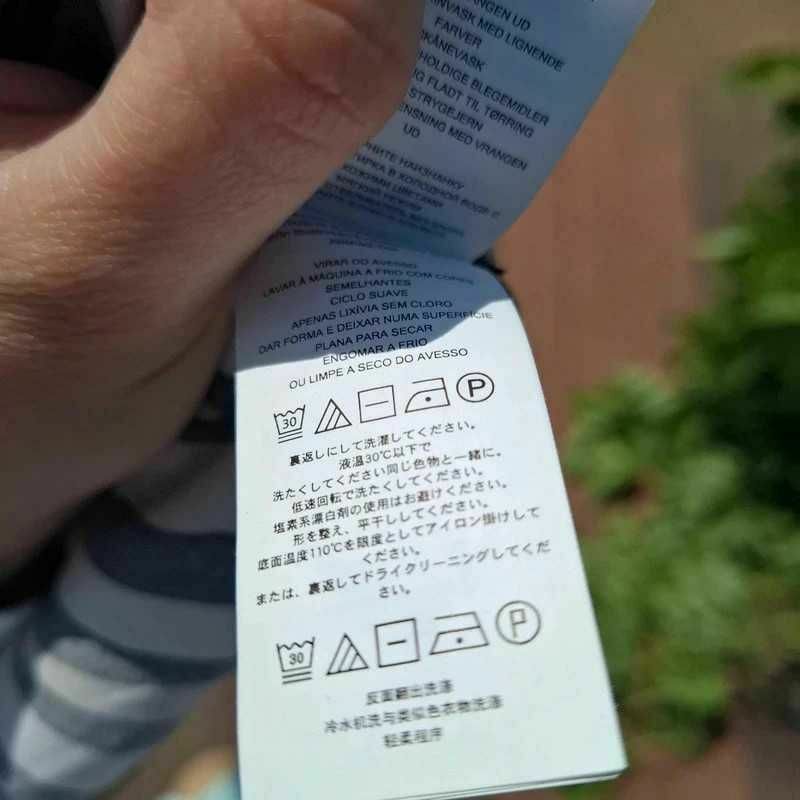 VRANGEN UD
VASK MED LIGNENDE
FARVER
SKÅNEVASK
HOLDIGE BLEGEMIDLER
FLADT TIL TØRRING
STRYGEJERN
RENSNING MED VRANGEN
UD
СТИРКА В ХОЛОДНОЙ ВОДЕ С
ЦВЕТАМИ
VIRAR DO AVESSO
LAVAR À MÁQUINA A FRIO COM CORES
SEMELHANTES
CICLO SUAVE
APENAS LIXÍVIA SEM CLORO
DAR FORMA E DEIXAR NUMA SUPERFÍCIE
PLANA PARA SECAR
ENGOMAR A FRIO
OU LIMPE A SECO DO AVESSO
30 P
裏返しにして洗濯してください。
液温30℃以下で
洗たくしてください同じ色物と一緒に。
低速回転で洗たくしてください。
塩素系漂白剤の使用はお避けください。
形を整え、平干ししてください。
底面温度110℃を限度としてアイロン掛けして
ください。
または、裏返してドライクリーニングしてくだ
さい。
30 P
反面翻出洗涤
冷水机洗与类似色衣物洗涤
轻柔程序